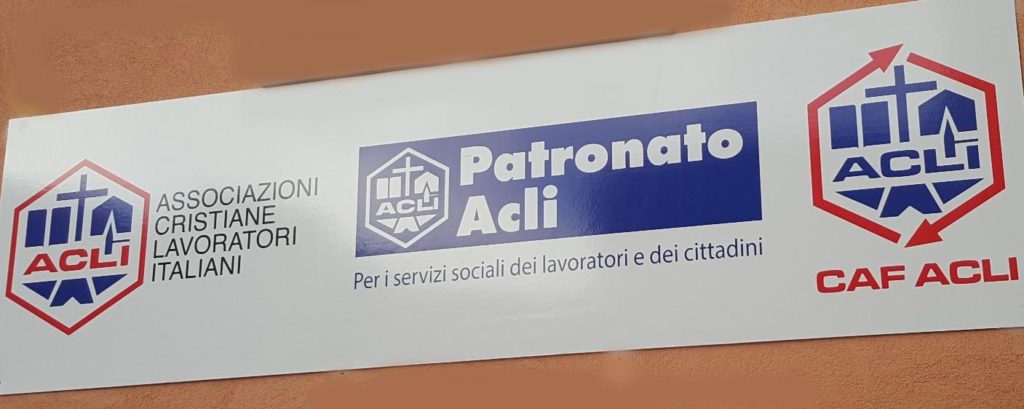 ACLI
ASSOCIAZIONI
CRISTIANE
LAVORATORI
ITALIANI
ACLI
Patronato
Acli
Per i servizi sociali dei lavoratori e dei cittadini
ACLI
CAF ACLI